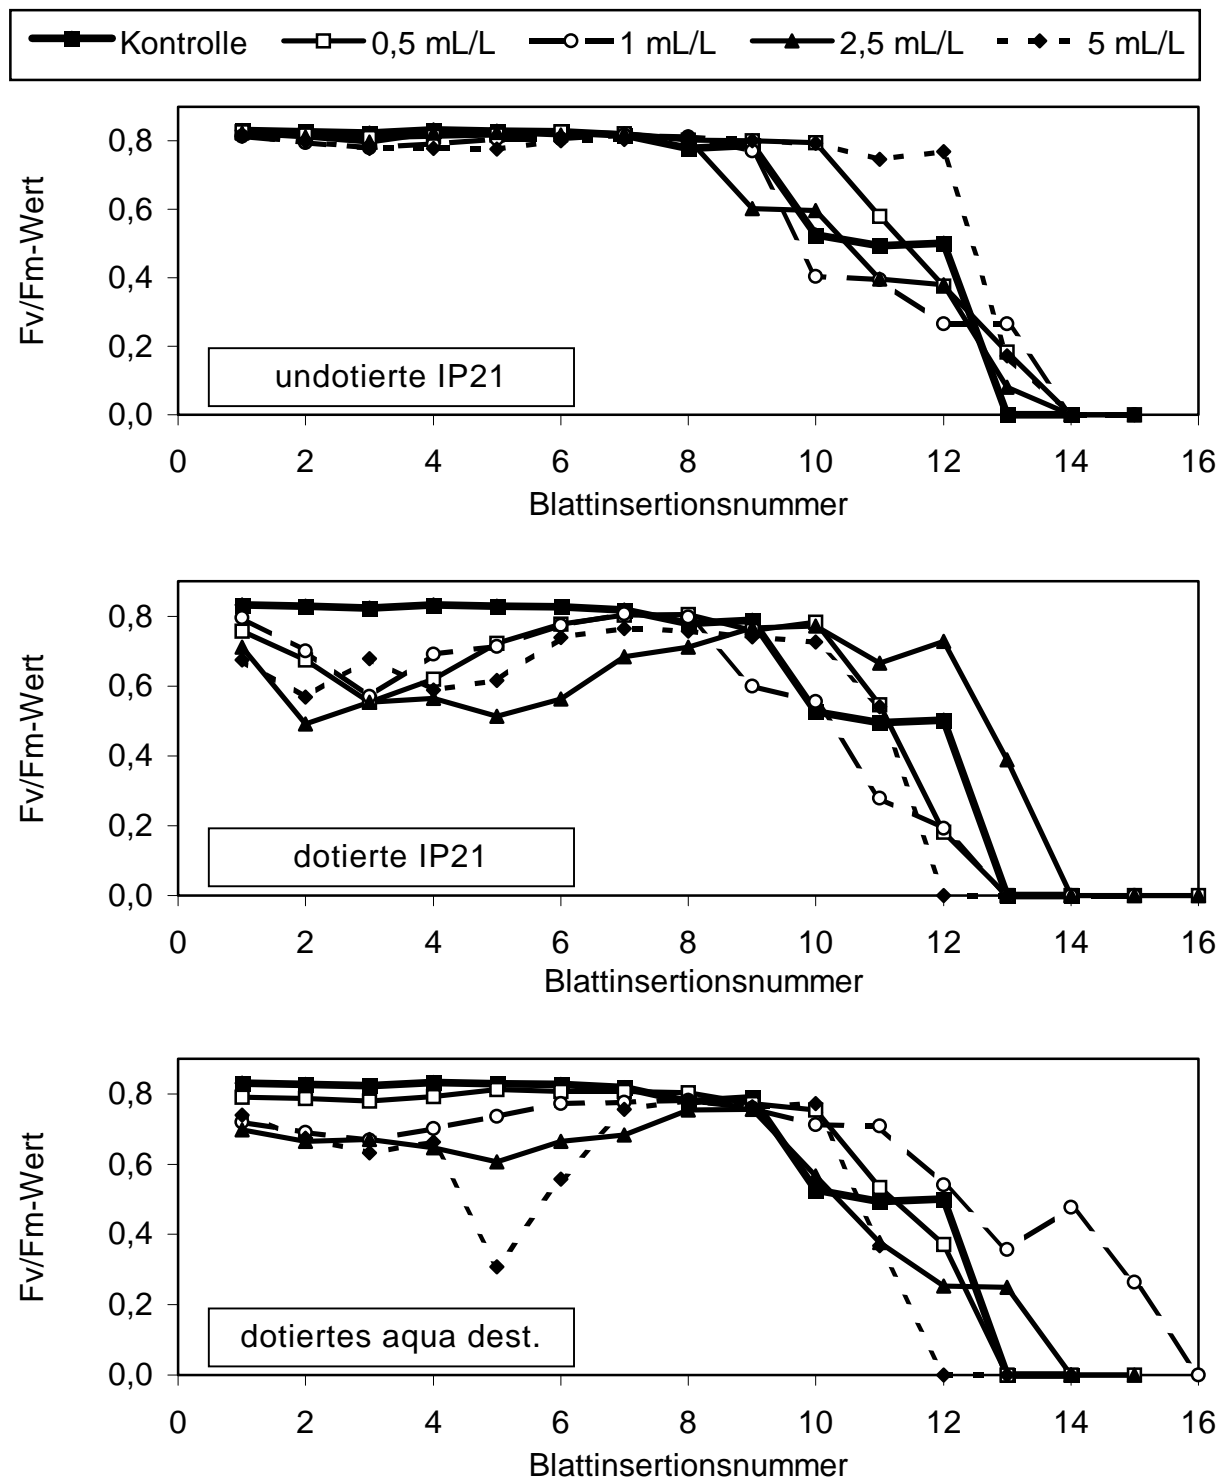 Kontrolle 0,5 mL/L 1 mL/L 2,5 mL/L 5 mL/L
Fv/Fm-Wert
0,8
0,6
0,4
0,2
0,0
undotierte IP21
0 2 4 6 8 10 12 14 16
Blattinsertionsnummer
Fv/Fm-Wert
0,8
0,6
0,4
0,2
0,0
dotierte IP21
0 2 4 6 8 10 12 14 16
Blattinsertionsnummer
Fv/Fm-Wert
0,8
0,6
0,4
0,2
0,0
dotiertes aqua dest.
0 2 4 6 8 10 12 14 16
Blattinsertionsnummer